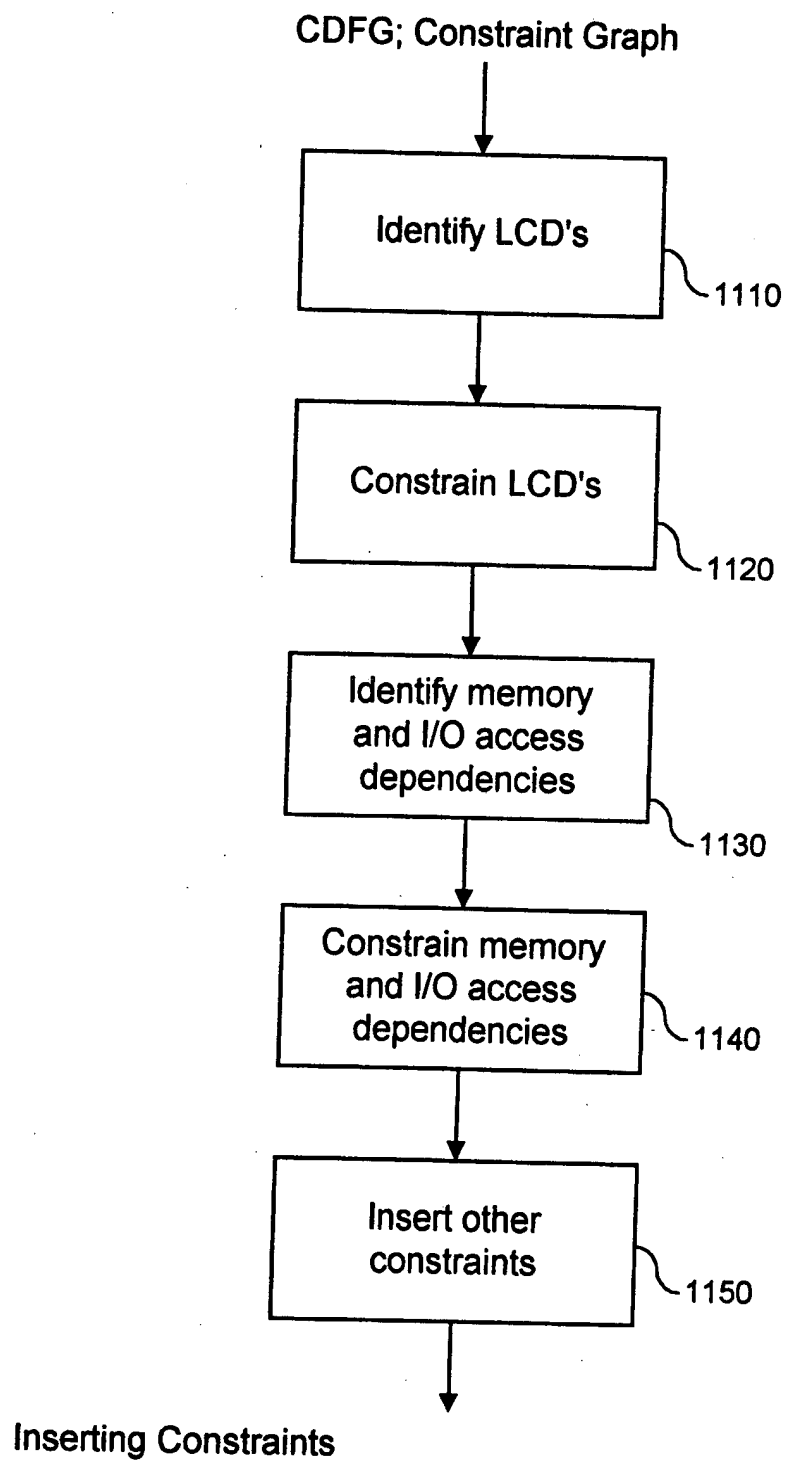 CDFG; Constraint Graph
Identify LCD's
1110
Constrain LCD's
1120
Identify memory
and I/O access
dependencies
1130
Constrain memory
and I/O access
dependencies
1140
Insert other
constraints
1150
Inserting Constraints